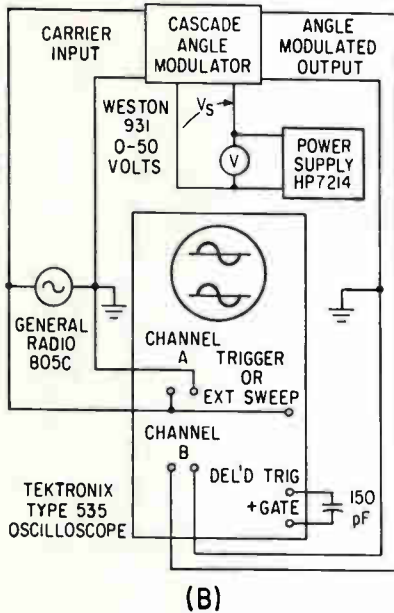 CARRIER
INPUT
CASCADE
ANGLE
MODULATOR
ANGLE
MODULATED
OUTPUT
WESTON
931
0-50
VOLTS
VS
V
POWER
SUPPLY
HP7214
GENERAL
RADIO
805C
CHANNEL
A
TRIGGER
OR
EXT SWEEP
CHANNEL
B
DEL'D TRIG
+GATE
150
pF
TEKTRONIX
TYPE 535
OSCILLOSCOPE
(B)